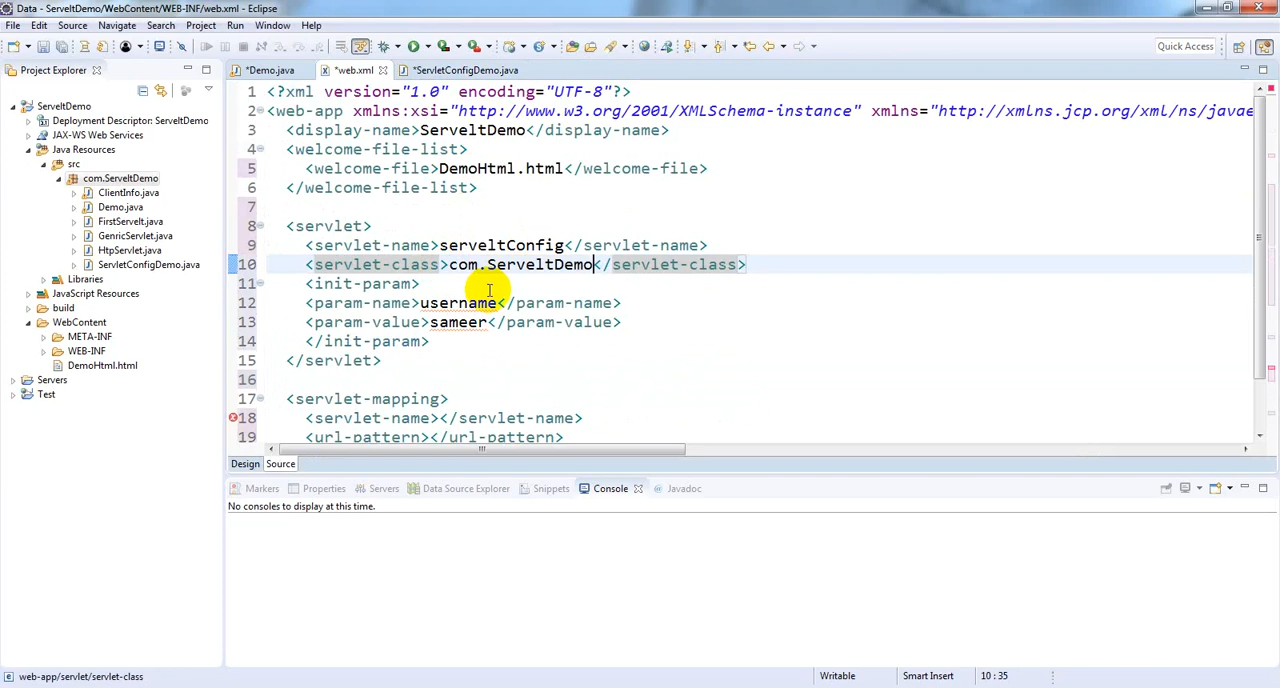 Data - ServeltDemo/WebContent/WEB-INF/web.xml - Eclipse
File Edit Source Navigate Search Project Run Window Help
Quick Access
Project Explorer
*Demo.java *web.xml *ServletConfigDemo.java
ServeltDemo
Deployment Descriptor: ServeltDemo
JAX-WS Web Services
Java Resources
src
com.ServeltDemo
ClientInfo.java
Demo.java
FirstServelt.java
GenricServelt.java
HtpServelt.java
ServletConfigDemo.java
Libraries
JavaScript Resources
build
WebContent
META-INF
WEB-INF
DemoHtml.html
Servers
Test
1 <?xml version="1.0" encoding="UTF-8"?>
2 <web-app xmlns:xsi="http://www.w3.org/2001/XMLSchema-instance" xmlns="http://xmlns.jcp.org/xml/ns/javaee
3 <display-name>ServeltDemo</display-name>
4 <welcome-file-list>
5 <welcome-file>DemoHtml.html</welcome-file>
6 </welcome-file-list>
7
8 <servlet>
9 <servlet-name>serveltConfig</servlet-name>
10 <servlet-class>com.ServeltDemo</servlet-class>
11 <init-param>
12 <param-name>username</param-name>
13 <param-value>sameer</param-value>
14 </init-param>
15 </servlet>
16
17 <servlet-mapping>
18 <servlet-name></servlet-name>
19 <url-pattern></url-pattern>
Design Source
Markers Properties Servers Data Source Explorer Snippets Console Javadoc
No consoles to display at this time.
web-app/servlet/servlet-class Writable Smart Insert 10 : 35